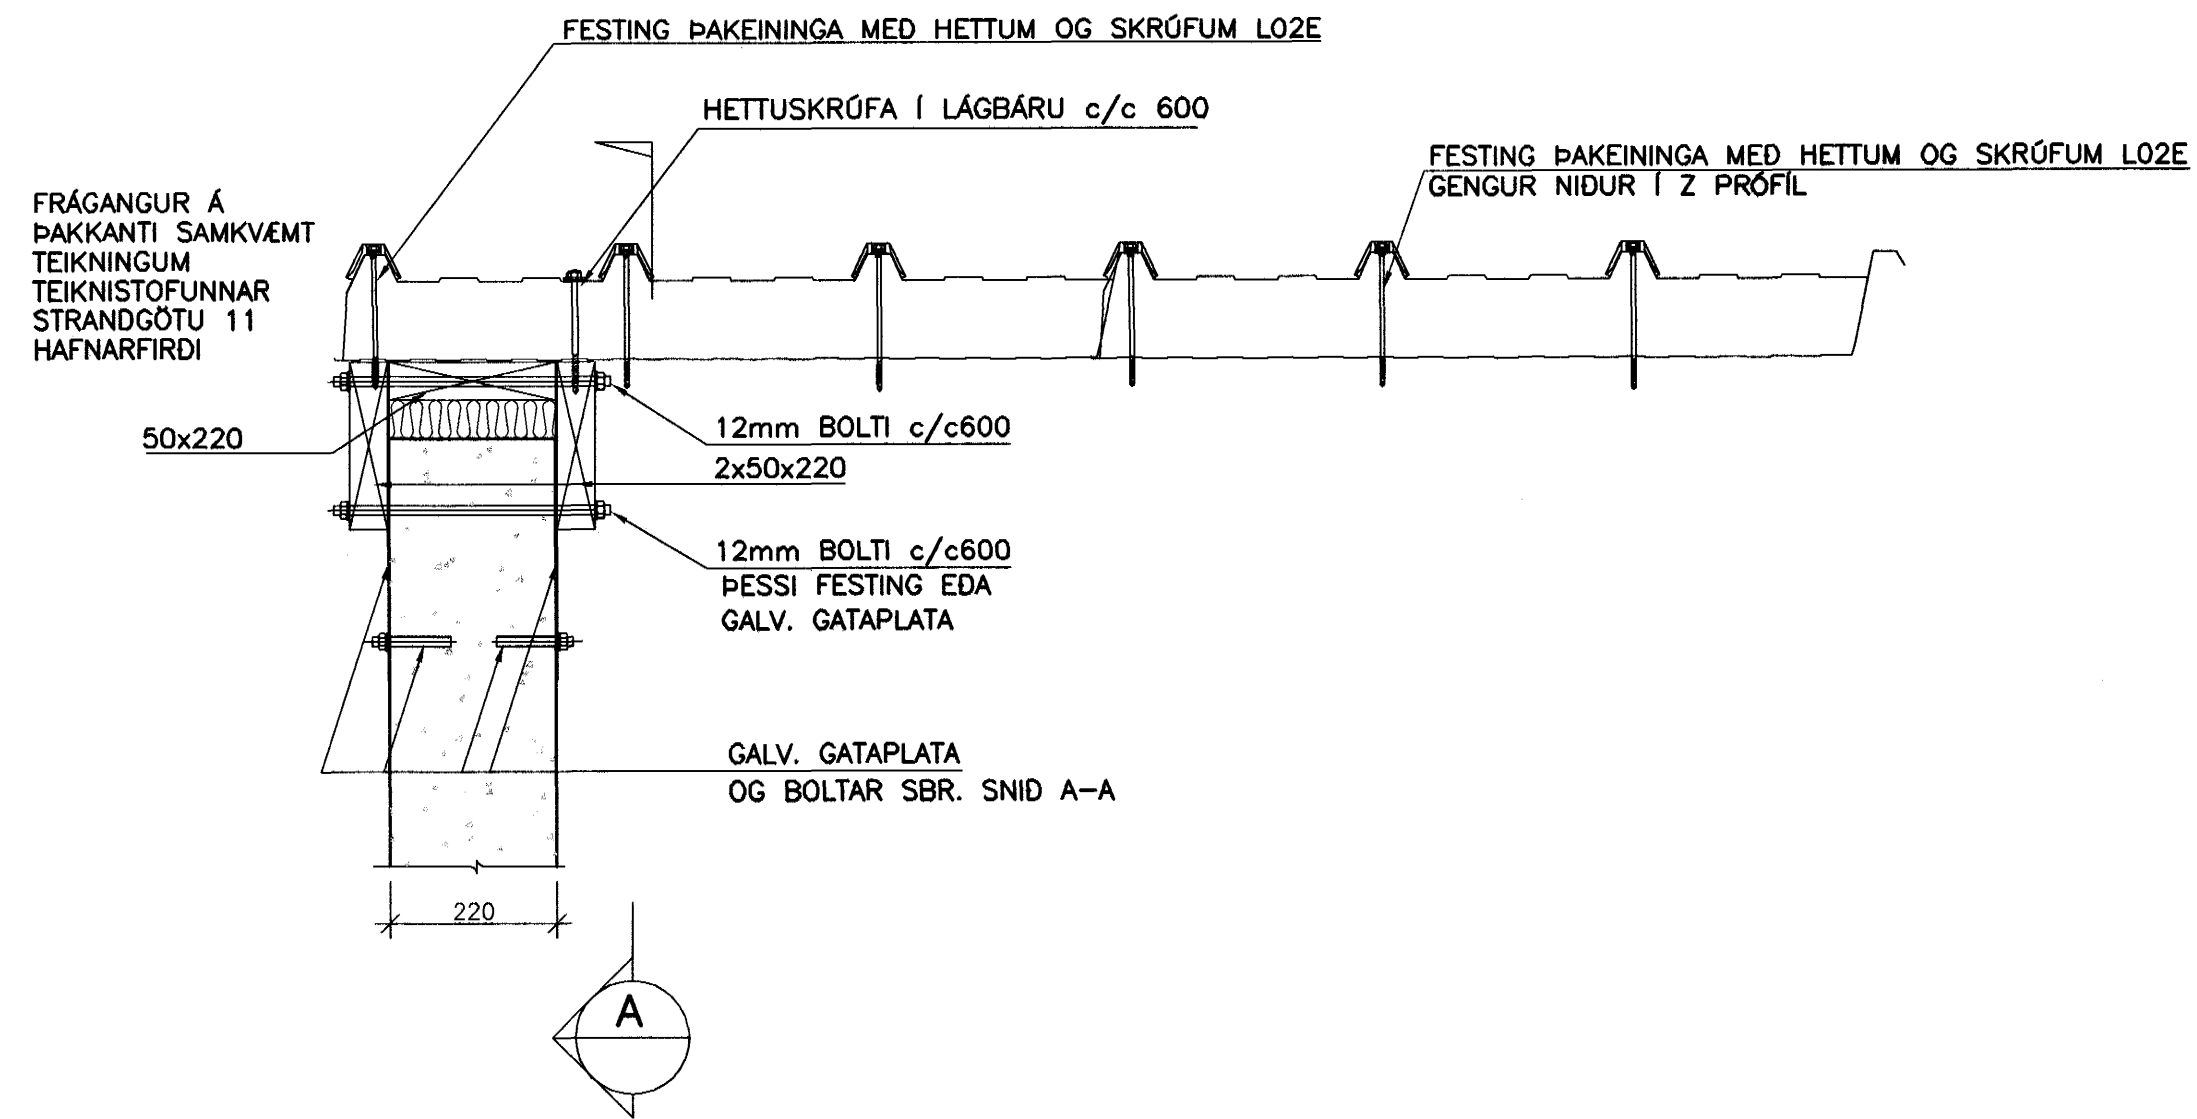 FESTING ÞAKEININGA MEÐ HETTUM OG SKRÚFUM L02E
HETTUSKRÚFA Í LÁGBÁRU c/c 600
FESTING ÞAKEININGA MEÐ HETTUM OG SKRÚFUM L02E
GENGUR NIÐUR Í Z PRÓFÍL
FRÁGANGUR Á
ÞAKKANTI SAMKVÆMT
TEIKNINGUM
TEIKNISTOFUNNAR
STRANDGÖTU 11
HAFNARFIRÐI
50x220
12mm BOLTI c/c600
2x50x220
12mm BOLTI c/c600
ÞESSI FESTING EÐA
GALV. GATAPLATA
GALV. GATAPLATA
OG BOLTAR SBR. SNIÐ A-A
220
A